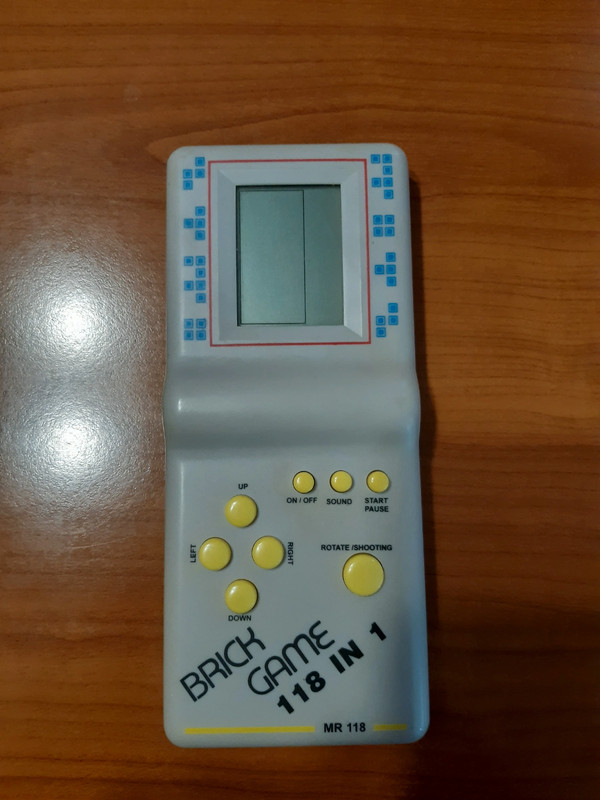 UP
ON / OFF
SOUND
START
PAUSE
LEFT
RIGHT
ROTATE /SHOOTING
DOWN
BRICK
GAME
118 IN 1
MR 118